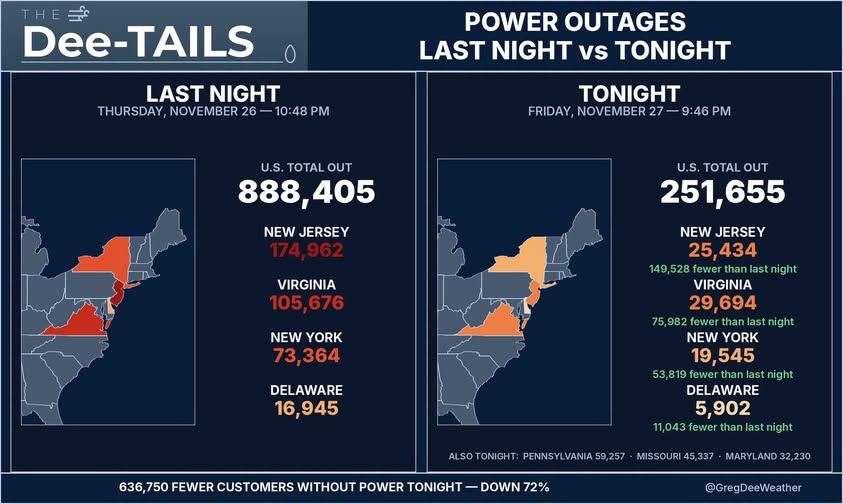 THE
Dee-TAILS
POWER OUTAGES
LAST NIGHT vs TONIGHT
LAST NIGHT
THURSDAY, NOVEMBER 26 — 10:48 PM
U.S. TOTAL OUT
888,405
NEW JERSEY
174,962
VIRGINIA
105,676
NEW YORK
73,364
DELAWARE
16,945
TONIGHT
FRIDAY, NOVEMBER 27 — 9:46 PM
U.S. TOTAL OUT
251,655
NEW JERSEY
25,434
149,528 fewer than last night
VIRGINIA
29,694
75,982 fewer than last night
NEW YORK
19,545
53,819 fewer than last night
DELAWARE
5,902
11,043 fewer than last night
ALSO TONIGHT: PENNSYLVANIA 59,257 · MISSOURI 45,337 · MARYLAND 32,230
636,750 FEWER CUSTOMERS WITHOUT POWER TONIGHT — DOWN 72%
@GregDeeWeather